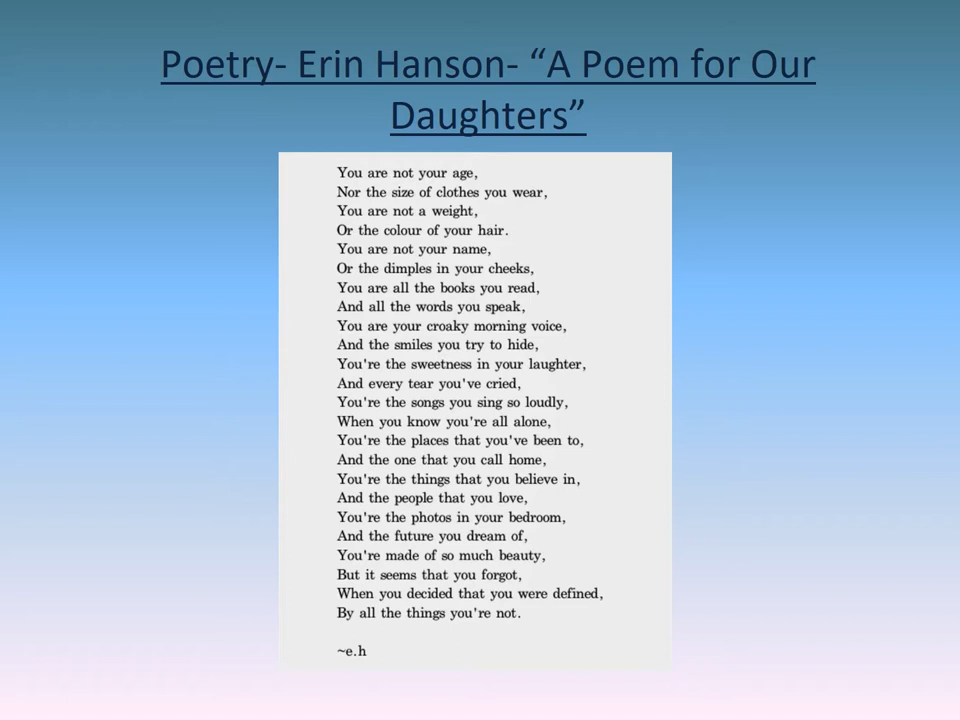 Poetry- Erin Hanson- “A Poem for Our
Daughters”
You are not your age,
Nor the size of clothes you wear,
You are not a weight,
Or the colour of your hair.
You are not your name,
Or the dimples in your cheeks,
You are all the books you read,
And all the words you speak,
You are your croaky morning voice,
And the smiles you try to hide,
You're the sweetness in your laughter,
And every tear you've cried,
You're the songs you sing so loudly,
When you know you're all alone,
You're the places that you've been to,
And the one that you call home,
You're the things that you believe in,
And the people that you love,
You're the photos in your bedroom,
And the future you dream of,
You're made of so much beauty,
But it seems that you forgot,
When you decided that you were defined,
By all the things you're not.
~e.h